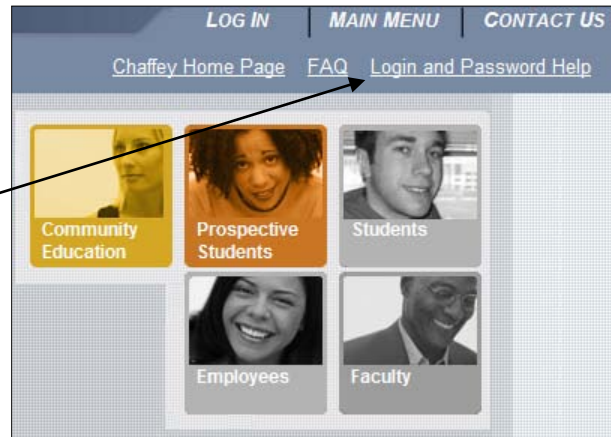 LOG IN MAIN MENU CONTACT US
Chaffey Home Page FAQ Login and Password Help
Community Education
Prospective Students
Students
Employees
Faculty